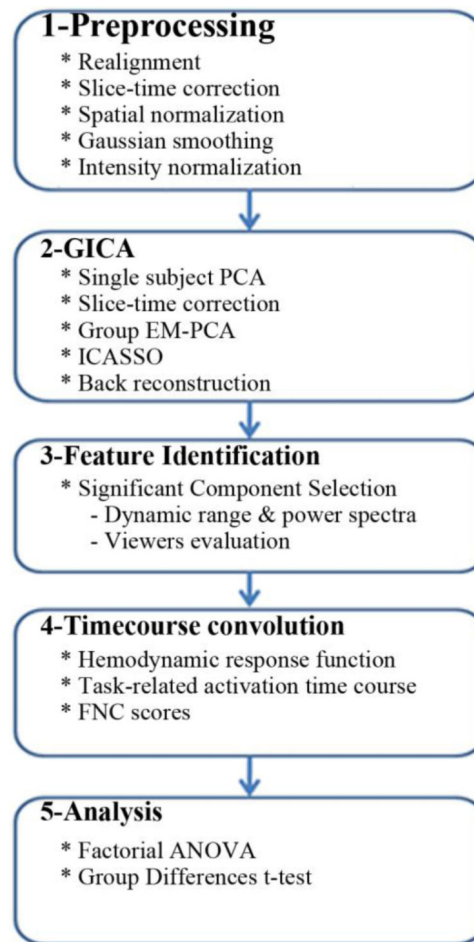 1-Preprocessing
* Realignment
* Slice-time correction
* Spatial normalization
* Gaussian smoothing
* Intensity normalization
2-GICA
* Single subject PCA
* Slice-time correction
* Group EM-PCA
* ICASSO
* Back reconstruction
3-Feature Identification
* Significant Component Selection
- Dynamic range & power spectra
- Viewers evaluation
4-Timecourse convolution
* Hemodynamic response function
* Task-related activation time course
* FNC scores
5-Analysis
* Factorial ANOVA
* Group Differences t-test